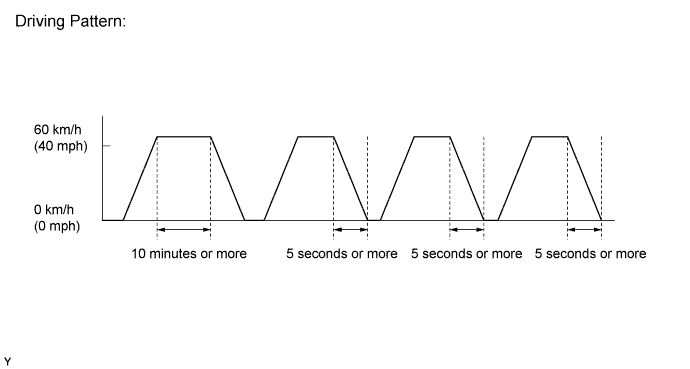 Driving Pattern:
60 km/h
(40 mph)
0 km/h
(0 mph)
10 minutes or more
5 seconds or more
5 seconds or more
5 seconds or more
Y